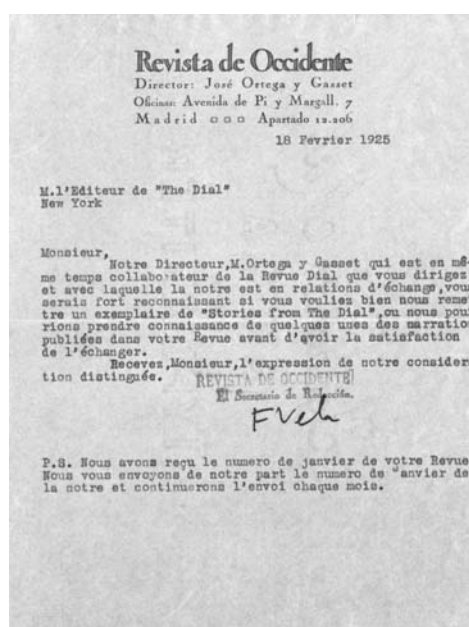 Revista de Occidente
Director: José Ortega y Gasset
Oficinas: Avenida de Pi y Margall, 7
Madrid □□□ Apartado 12.206
18 Fevrier 1925
M.l'Editeur de "The Dial"
New York
Monsieur,
Notre Directeur,M.Ortega y Gasset qui est en mê-
me temps collaborateur de la Revue Dial que vous dirigez
et avec laquelle la notre est en relations d'échange,vous
serais fort reconnaissant si vous vouliez bien nous reme
tre un exemplaire de "Stories from The Dial",ou nous pou
rions prendre connaissance de quelques unes des narration
publiées dans votre Revue avant d'avoir la satisfaction
de l'échanger.
Recevez,Monsieur,l'expression de notre consider
tion distinguée.
REVISTA DE OCCIDENTE
El Secretario de Redacción,
FVela
P.S. Nous avons reçu le numero de janvier de votre Revue
Nous vous envoyons de notre part le numero de Janvier de
la notre et continuerons l'envoi chaque mois.